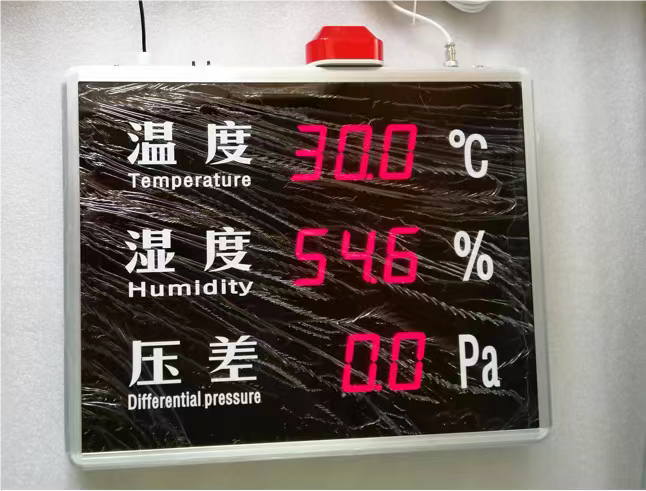 温度 30.0 ℃
Temperature
湿度 54.6 %
Humidity
压差 0.0 Pa
Differential pressure